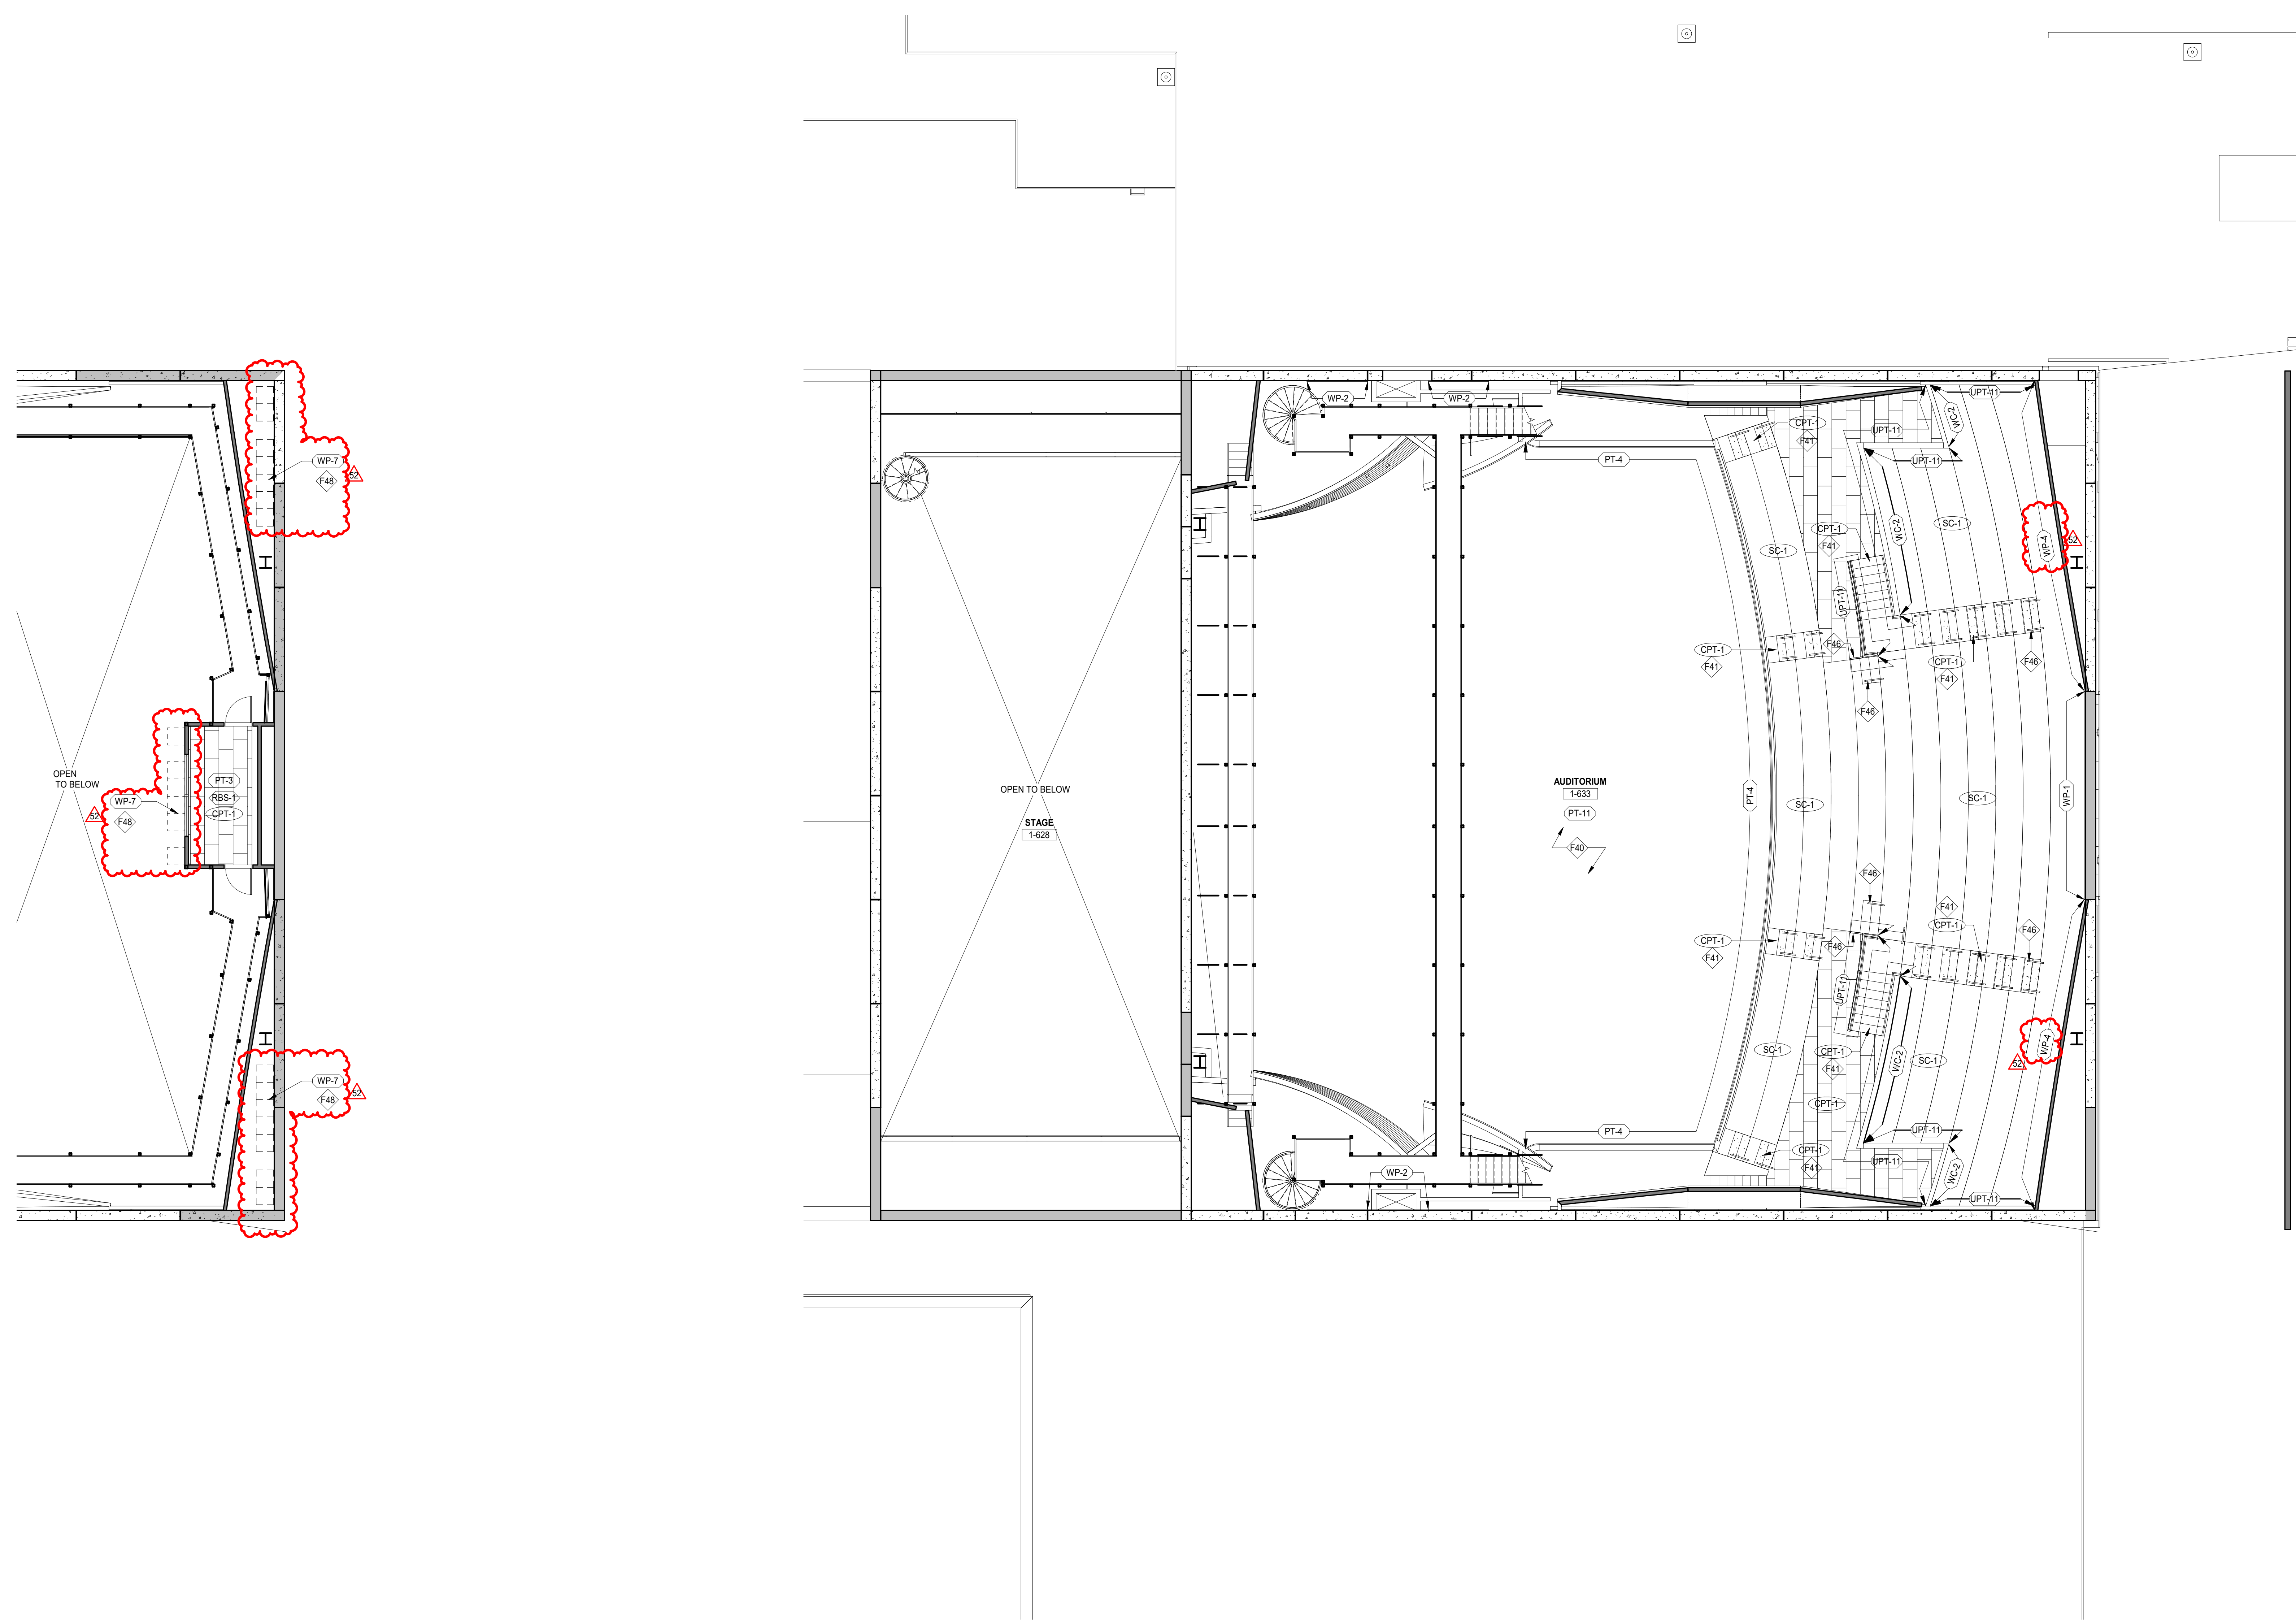 WP-7
F48
52
OPEN
TO BELOW
PT-3
RBS-1
CPT-1
WP-7
F48
52
WP-7
F48
52
OPEN TO BELOW
STAGE
1-628
WP-2
WP-2
PT-4
AUDITORIUM
1-633
PT-11
F40
PT-4
WP-2
PT-4
CPT-1
F41
UPT-11
UPT-11
WC-2
UPT-11
WC-2
SC-1
SC-1
CPT-1
F41
UPT-11
WP-4
52
CPT-1
F41
F46
CPT-1
F41
F46
F46
SC-1
SC-1
WP-1
F46
F41
CPT-1
F46
CPT-1
F41
F46
UPT-11
SC-1
CPT-1
F41
WC-2
SC-1
WP-4
52
CPT-1
UPT-11
CPT-1
F41
UPT-11
WC-2
UPT-11